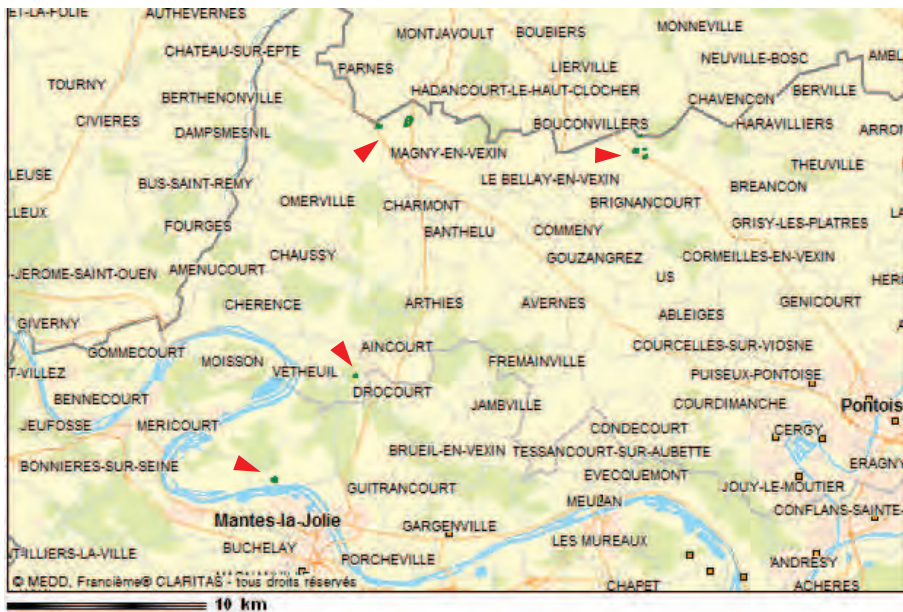 ET-LA-FOLIE
AUTHEVERNES
MONTJAVOULT
BOUBIERS
MONNEVILLE
CHATEAU-SUR-EPTE
PARNES
LIERVILLE
NEUVILLE-BOSC
AMBL
TOURNY
BERTHENONVILLE
HADANCOURT-LE-HAUT-CLOCHER
CHAVENCON
BERVILLE
CIVIERES
DAMPSMESNIL
BOUCONVILLERS
HARAVILLIERS
ARRON
MAGNY-EN-VEXIN
THEUVILLE
LLEUSE
BUS-SAINT-REMY
LE BELLAY-EN-VEXIN
BREANCON
OMERVILLE
CHARMONT
BRIGNANCOURT
LLEUX
FOURGES
BANTHELU
COMMENY
GRISY-LES-PLATRES
LA
CHAUSSY
GOUZANGREZ
CORMEILLES-EN-VEXIN
-JEROME-SAINT-OUEN
AMENUCOURT
US
HER
CHERENCE
ARTHIES
AVERNES
GENICOURT
ABLEIGES
GIVERNY
GOMMECOURT
AINCOURT
COURCELLES-SUR-VIOSNE
MOISSON
VETHEUIL
FREMAINVILLE
T-VILLEZ
PUISEUX-PONTOISE
BENNECOURT
DROCOURT
JAMBVILLE
COURDIMANCHE
Pontois
JEUFOSSE
MERICOURT
CONDECOURT
CERGY
BRUEIL-EN-VEXIN
TESSANCOURT-SUR-AUBETTE
ERAGNY
BONNIERES-SUR-SEINE
EVECQUEMONT
GUITRANCOURT
JOUY-LE-MOUTIER
MEULAN
CONFLANS-SAINTE-
Mantes-la-Jolie
GARGENVILLE
BUCHELAY
LES MUREAUX
T-ILLIERS-LA-VILLE
PORCHEVILLE
ANDRESY
© MEDD, Francième® CLARITAS - tous droits réservés
CHAPET
ACHERES
10 km